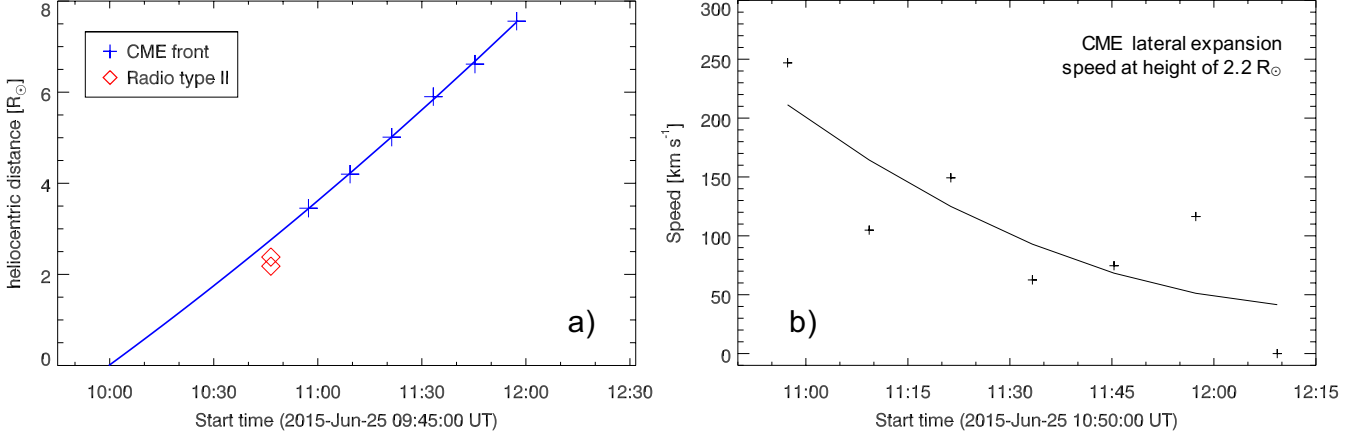 8
6
4
2
0
heliocentric distance [R☉]
CME front
Radio type II
a)
10:00 10:30 11:00 11:30 12:00 12:30
Start time (2015-Jun-25 09:45:00 UT)
300
250
200
150
100
50
0
Speed [km s⁻¹]
CME lateral expansion
speed at height of 2.2 R☉
b)
11:00 11:15 11:30 11:45 12:00 12:15
Start time (2015-Jun-25 10:50:00 UT)